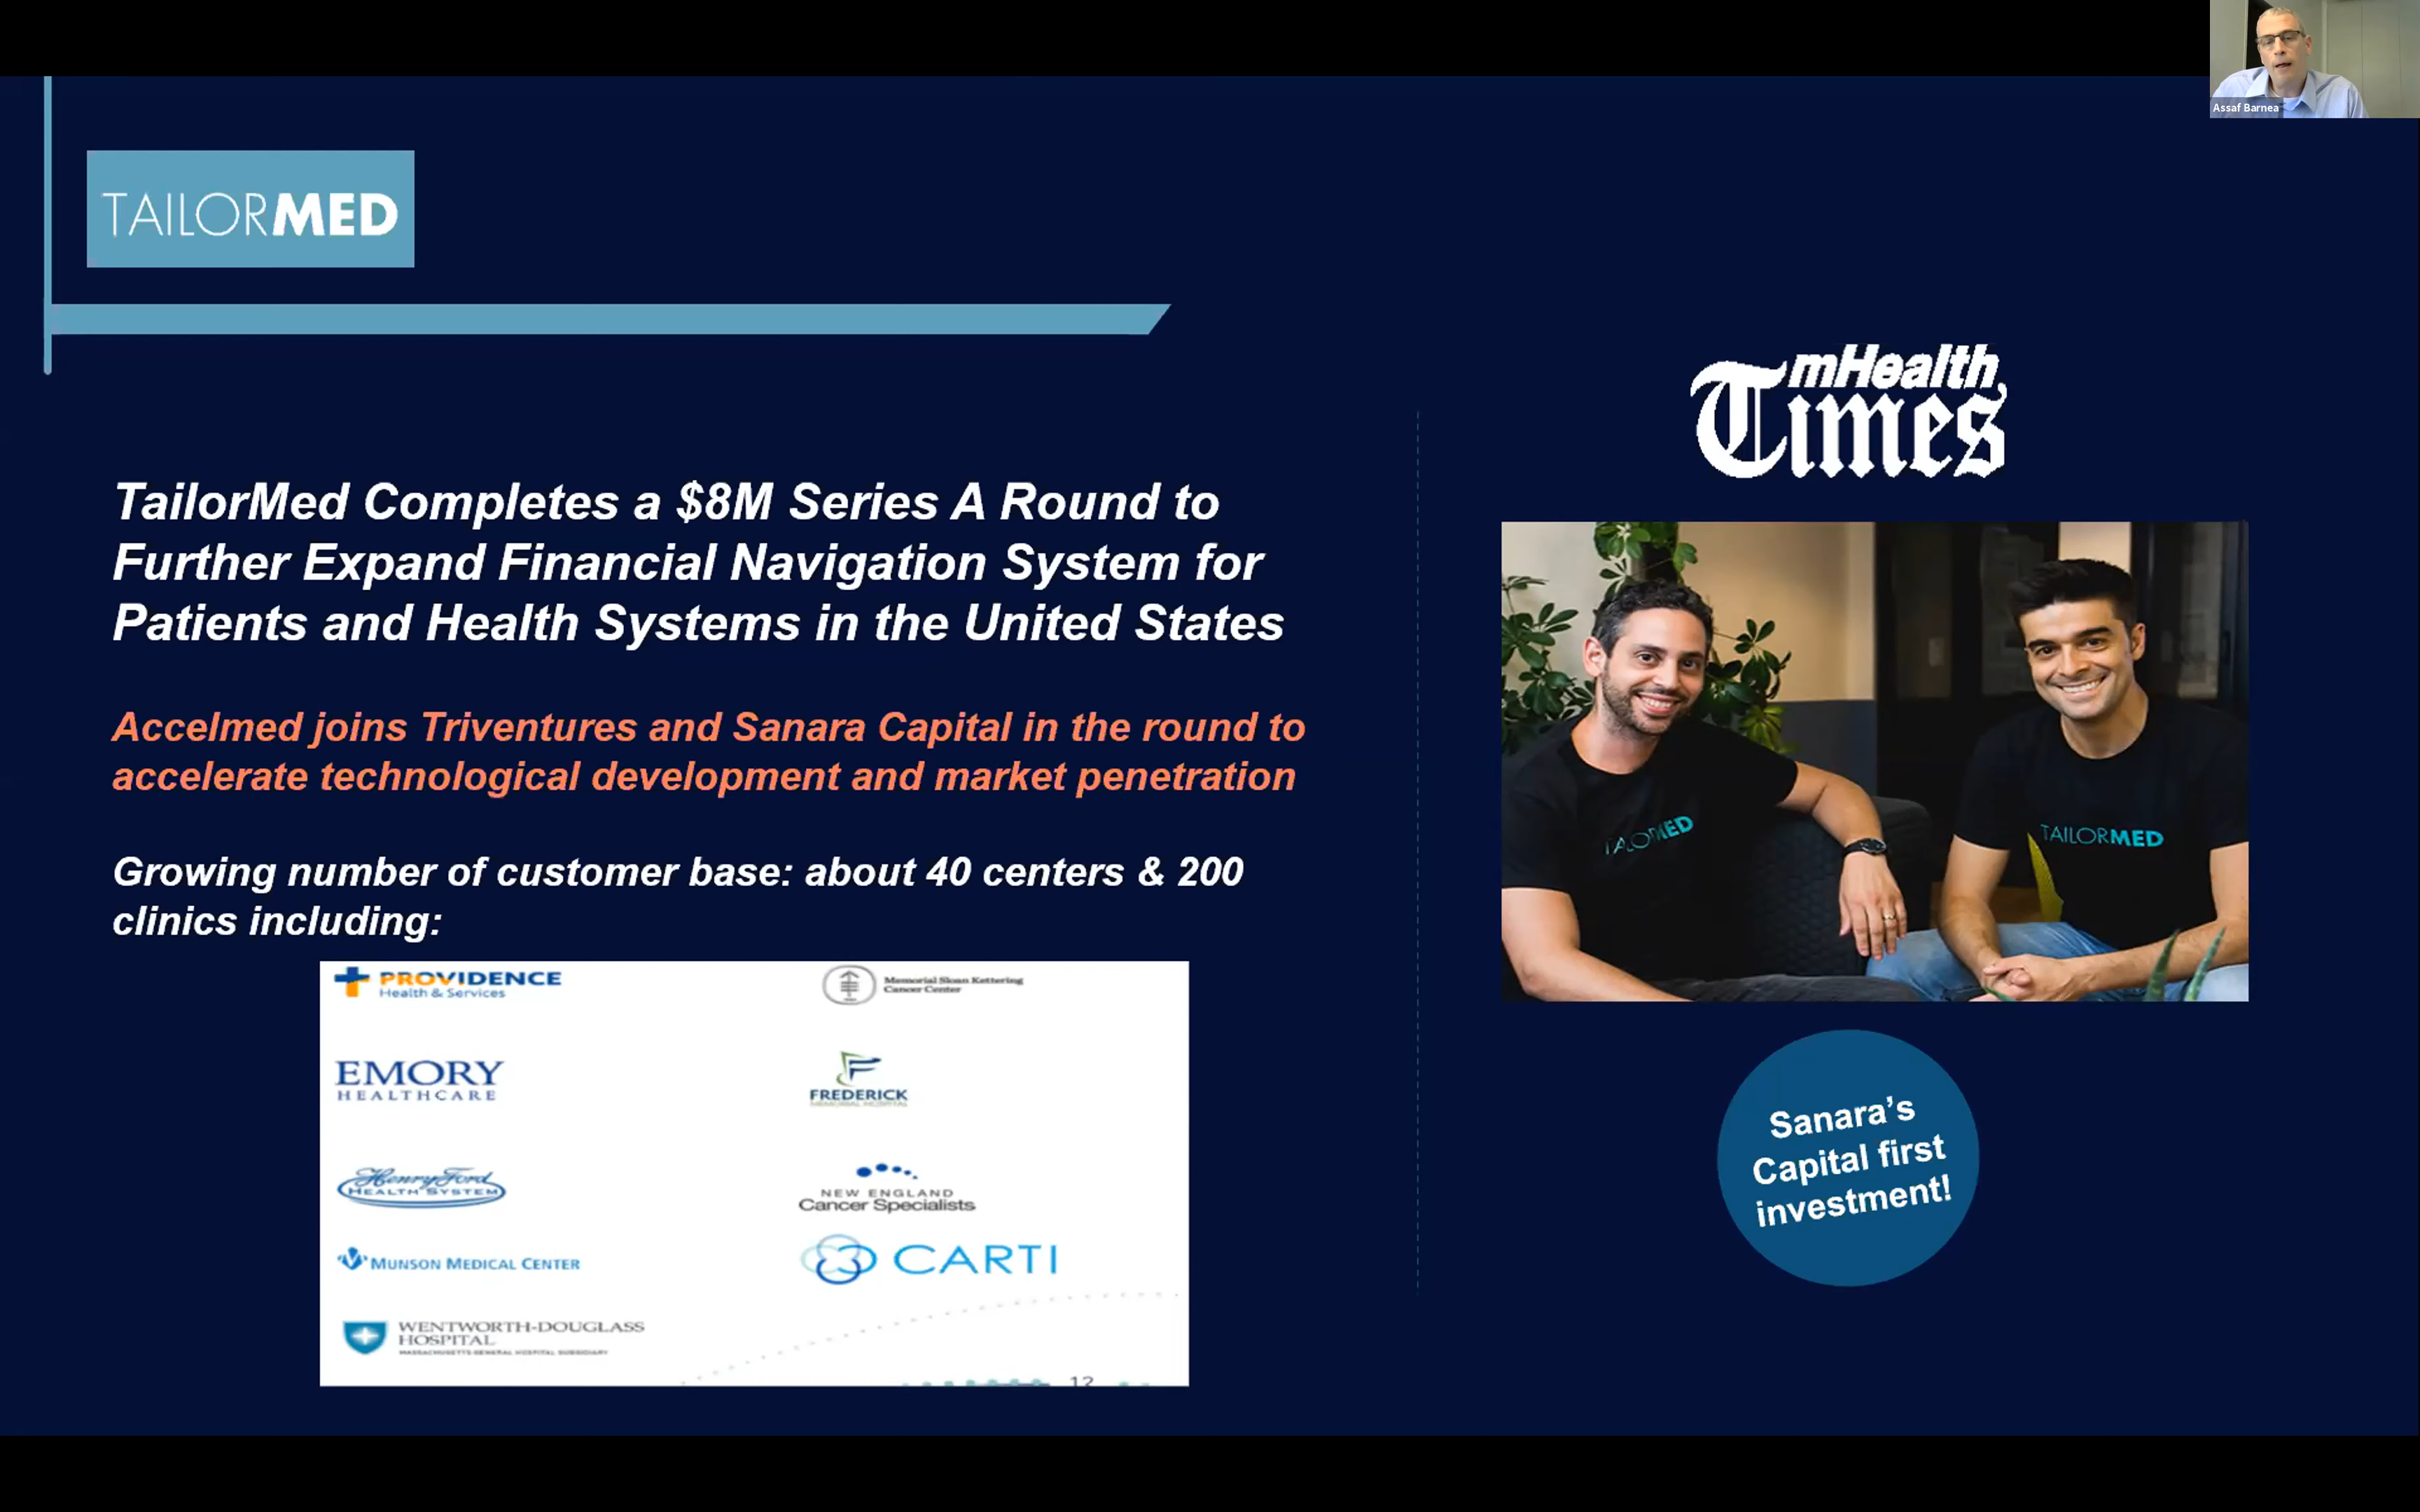 Assaf Barnea
TAILORMED
TailorMed Completes a $8M Series A Round to
Further Expand Financial Navigation System for
Patients and Health Systems in the United States
Accelmed joins Triventures and Sanara Capital in the round to
accelerate technological development and market penetration
Growing number of customer base: about 40 centers & 200
clinics including:
PROVIDENCE
Health & Services
Memorial Sloan Kettering
Cancer Center
EMORY
HEALTHCARE
FREDERICK
MEMORIAL HOSPITAL
Henry Ford
HEALTH SYSTEM
NEW ENGLAND
Cancer Specialists
MUNSON MEDICAL CENTER
CARTI
WENTWORTH-DOUGLASS
HOSPITAL
MASSACHUSETTS GENERAL HOSPITAL SUBSIDIARY
12
mHealth
Times
TAILORMED
TAILORMED
Sanara's
Capital first
investment!